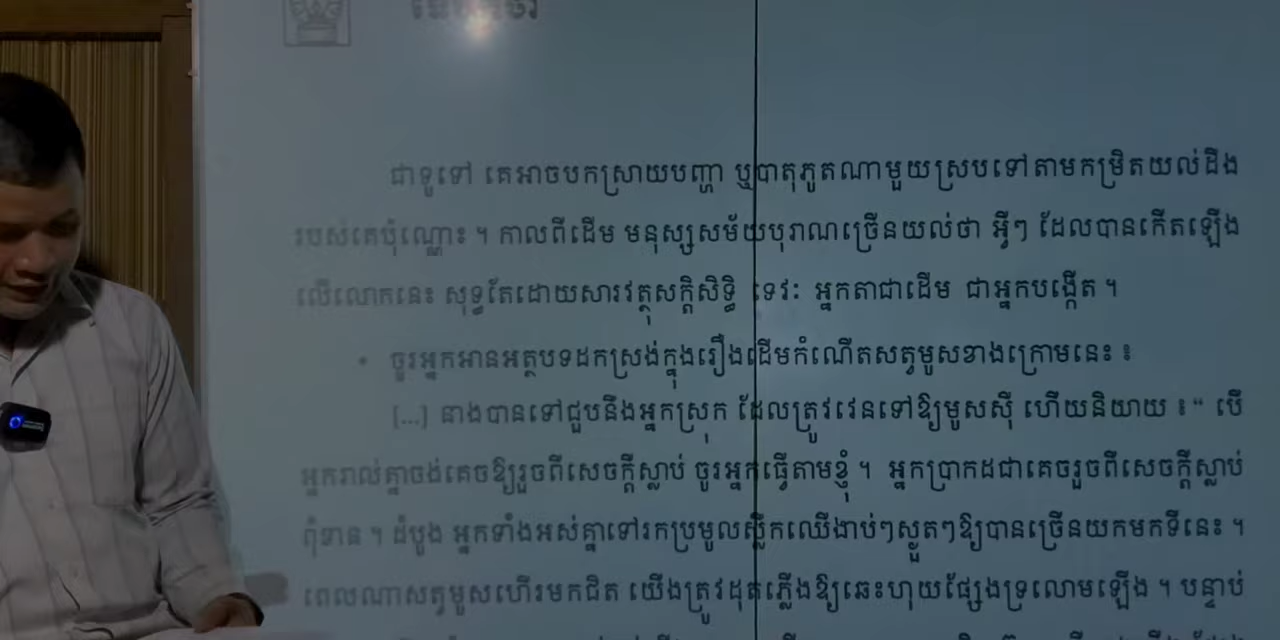 ជាទូទៅ គេអាចបកស្រាយបញ្ហា ឬបាតុភូតណាមួយស្របទៅតាមកម្រិតយល់ដឹង
របស់គេប៉ុណ្ណោះ ។ កាលពីដើម មនុស្សសម័យបុរាណច្រើនយល់ថា អ្វីៗ ដែលបានកើតឡើង
លើលោកនេះ សុទ្ធតែដោយសារវត្ថុសក្តិសិទ្ធិ ទេវៈ អ្នកតាជាដើម ជាអ្នកបង្កើត ។
• ចូរអ្នកអានអត្ថបទដកស្រង់ក្នុងរឿងដើមកំណើតសត្វមូសខាងក្រោមនេះ ៖
[...] នាងបានទៅជួបនឹងអ្នកស្រុក ដែលត្រូវវេនទៅឱ្យមូសស៊ី ហើយនិយាយ ៖ “ បើ
អ្នករាល់គ្នាចង់គេចឱ្យរួចពីសេចក្តីស្លាប់ ចូរអ្នកធ្វើតាមខ្ញុំ ។ អ្នកប្រាកដជាគេចរួចពីសេចក្តីស្លាប់
ពុំខាន ។ ដំបូង អ្នកទាំងអស់គ្នាទៅរកប្រមូលស្លឹកឈើងាប់ៗស្ងួតៗឱ្យបានច្រើនយកមកទីនេះ ។
ពេលណាសត្វមូសហើរមកជិត យើងត្រូវដុតភ្លើងឱ្យឆេះហុយផ្សែងទ្រលោមឡើង ។ បន្ទាប់